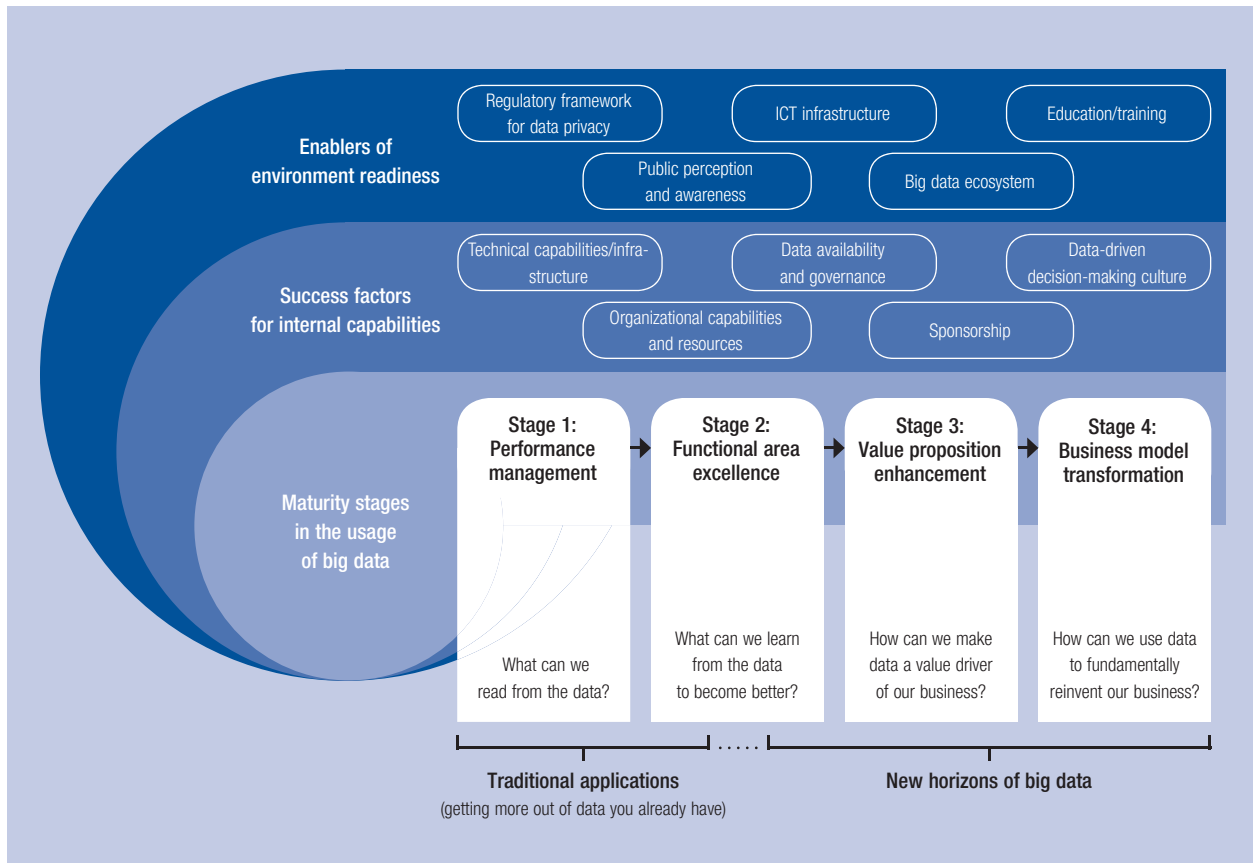 Enablers of
environment readiness
Regulatory framework
for data privacy
ICT infrastructure
Education/training
Public perception
and awareness
Big data ecosystem
Success factors
for internal capabilities
Technical capabilities/infra-
structure
Data availability
and governance
Data-driven
decision-making culture
Organizational capabilities
and resources
Sponsorship
Maturity stages
in the usage
of big data
Stage 1:
Performance
management
What can we
read from the data?
Stage 2:
Functional area
excellence
What can we learn
from the data
to become better?
Stage 3:
Value proposition
enhancement
How can we make
data a value driver
of our business?
Stage 4:
Business model
transformation
How can we use data
to fundamentally
reinvent our business?
Traditional applications
(getting more out of data you already have)
New horizons of big data